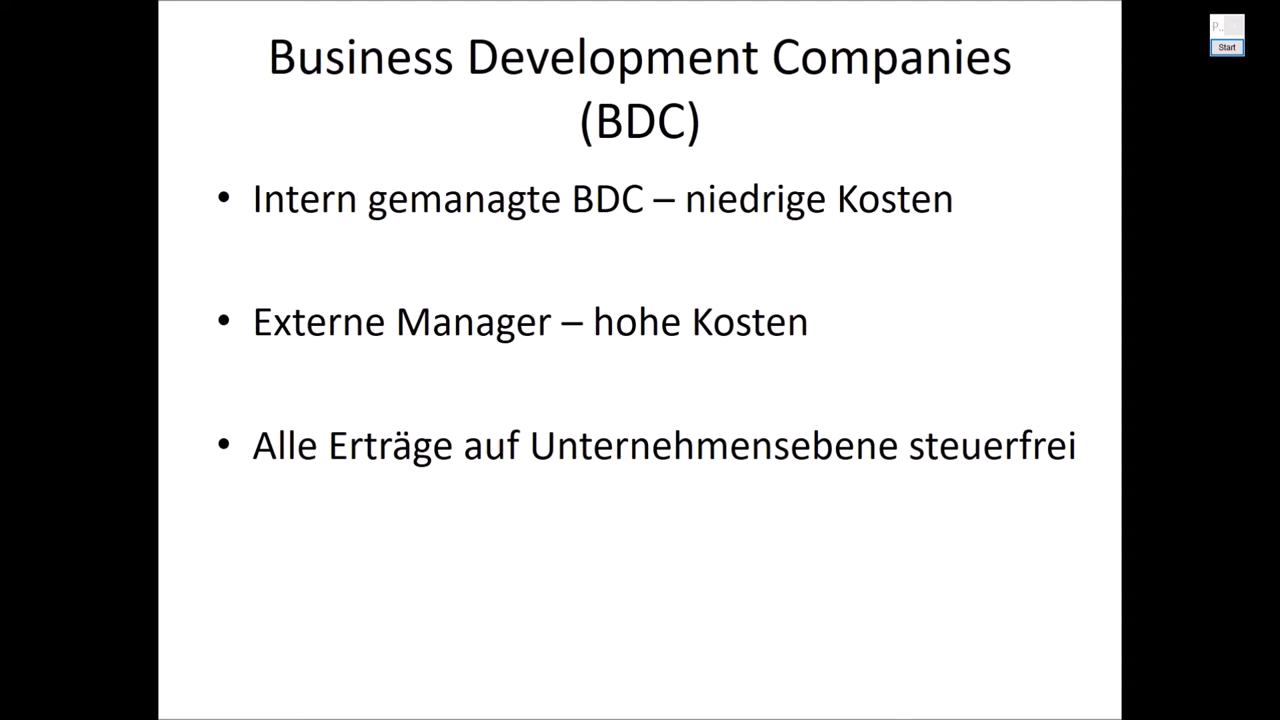 Business Development Companies
(BDC)
• Intern gemanagte BDC – niedrige Kosten
• Externe Manager – hohe Kosten
• Alle Erträge auf Unternehmensebene steuerfrei
P..
Start